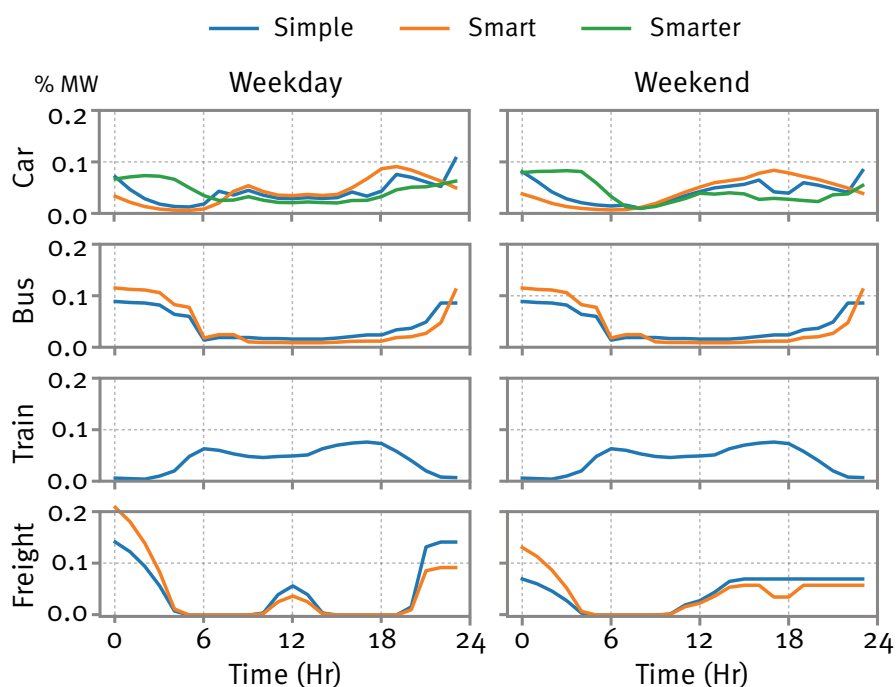 Simple Smart Smarter
% MW Weekday Weekend
Car
0.2
0.1
0.0
Bus
0.2
0.1
0.0
Train
0.2
0.1
0.0
Freight
0.2
0.1
0.0
0 6 12 18 24 0 6 12 18 24
Time (Hr) Time (Hr)